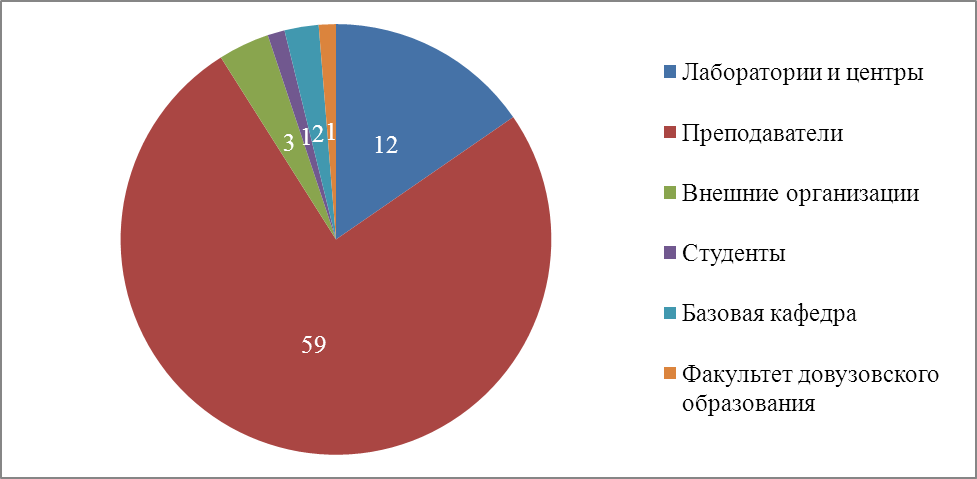 3
1
2
1
12
59
Лаборатории и центры
Преподаватели
Внешние организации
Студенты
Базовая кафедра
Факультет довузовского
образования